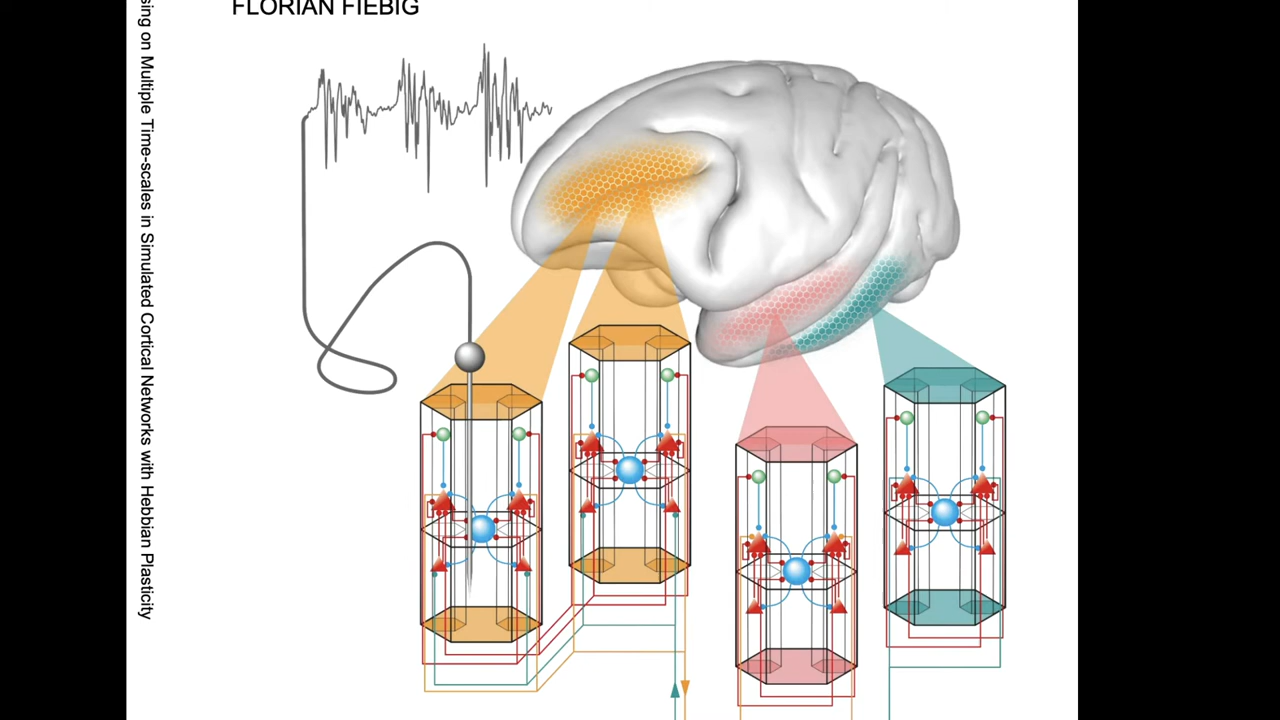 FLORIAN FIEBIG
sing on Multiple Time-scales in Simulated Cortical Networks with Hebbian Plasticity